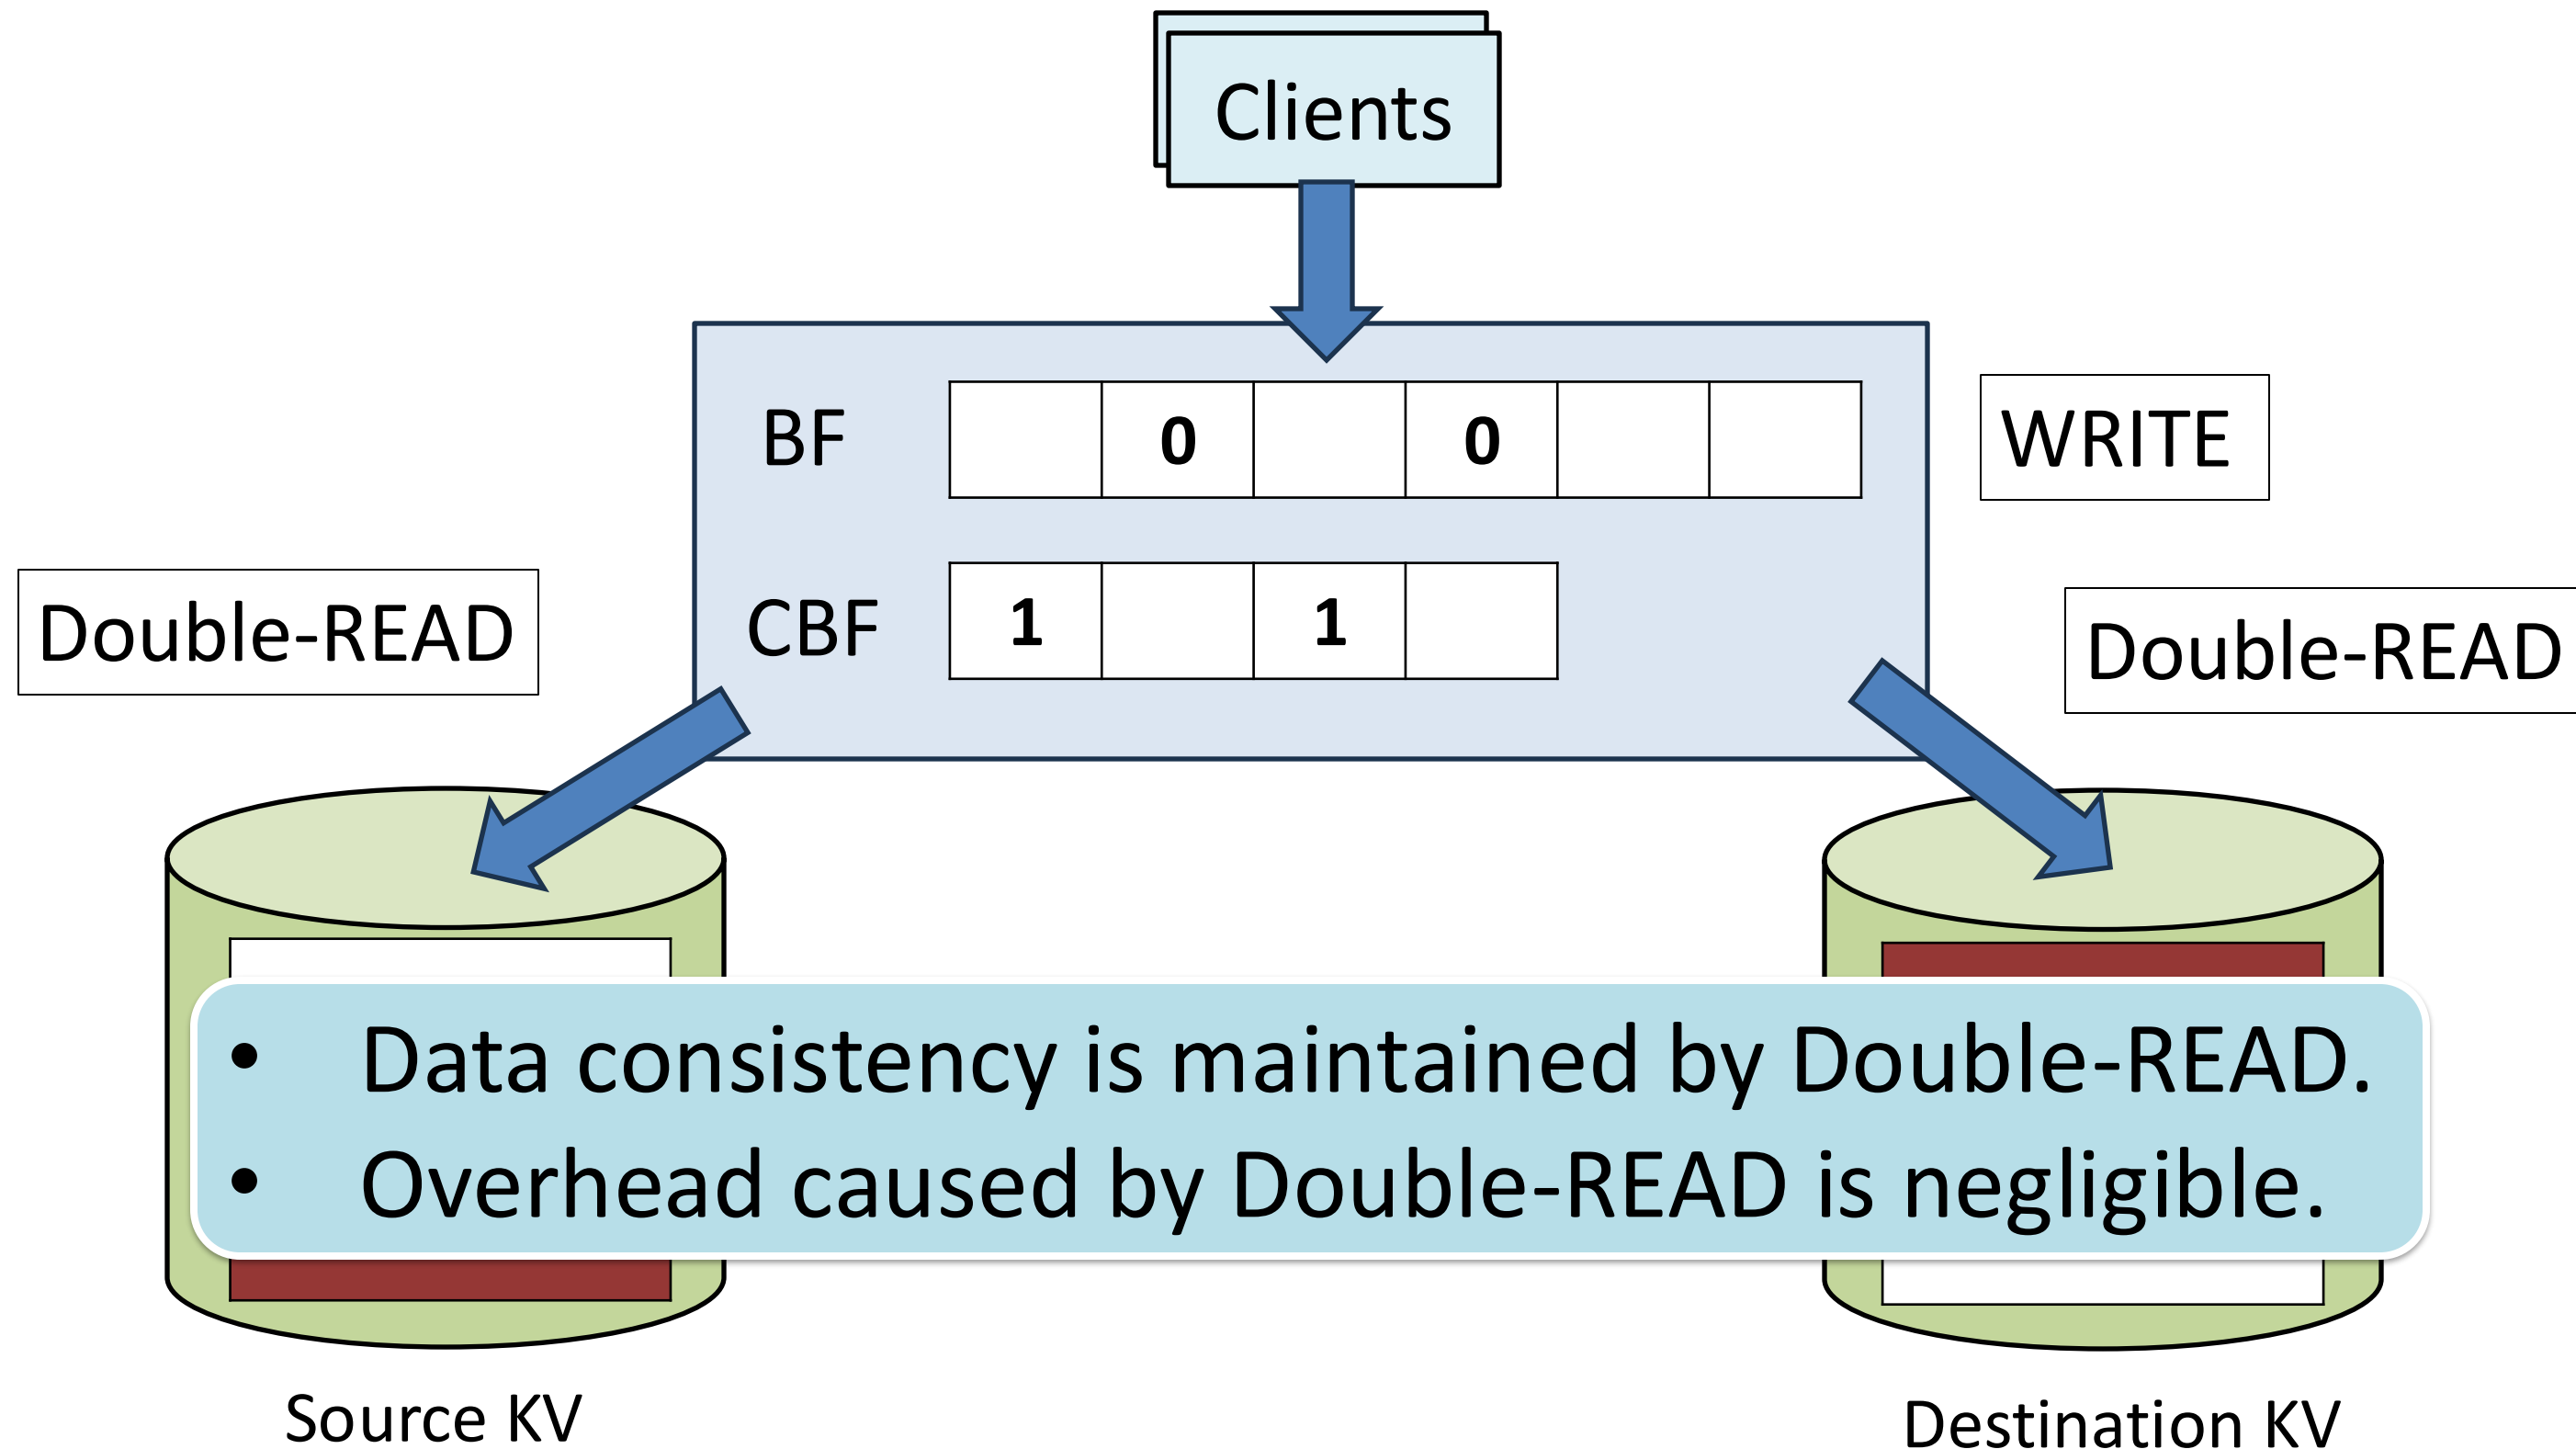 Clients
BF 0 0
WRITE
CBF 1 1
Double-READ
Double-READ
• Data consistency is maintained by Double-READ.
• Overhead caused by Double-READ is negligible.
Source KV
Destination KV